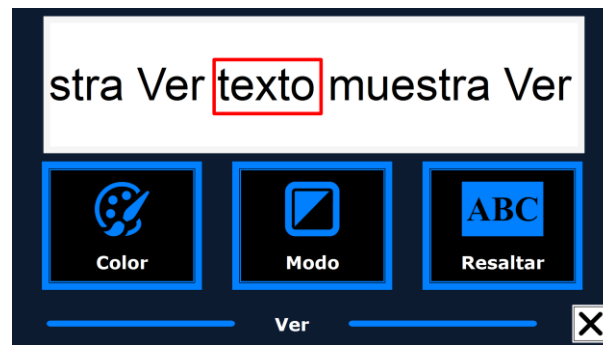 stra Ver texto muestra Ver
ABC
Color Modo Resaltar
Ver